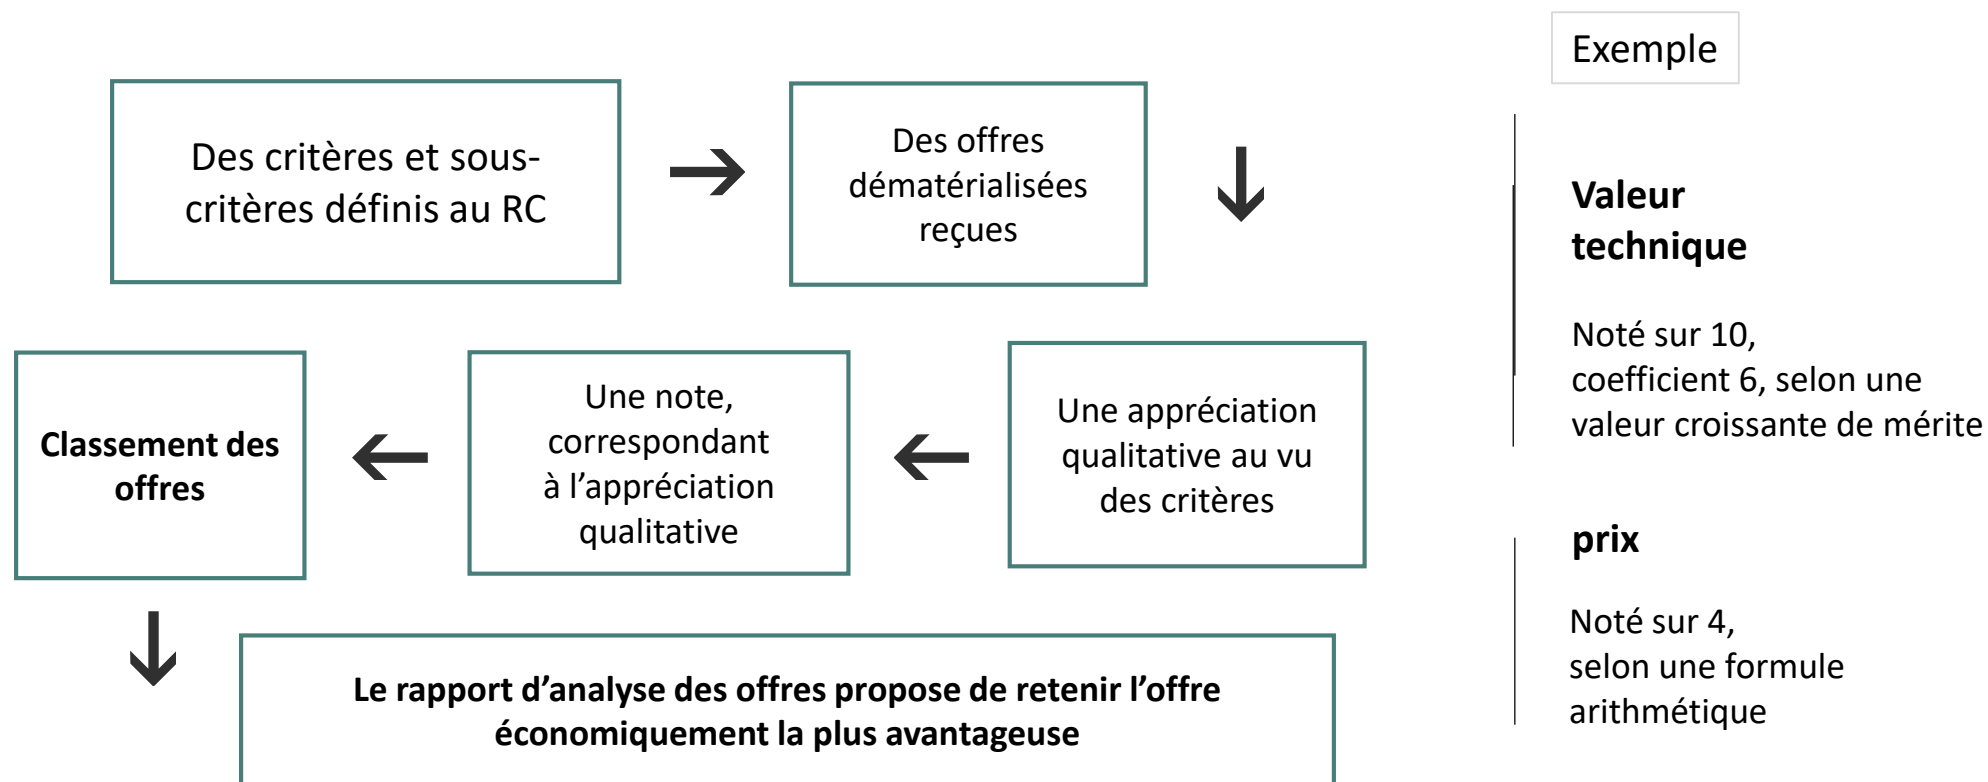 Des critères et sous-
critères définis au RC
Des offres
dématérialisées
reçues
Une appréciation
qualitative au vu
des critères
Une note,
correspondant
à l’appréciation
qualitative
Classement des
offres
Le rapport d’analyse des offres propose de retenir l’offre
économiquement la plus avantageuse
Exemple
Valeur
technique
Noté sur 10,
coefficient 6, selon une
valeur croissante de mérite
prix
Noté sur 4,
selon une formule
arithmétique